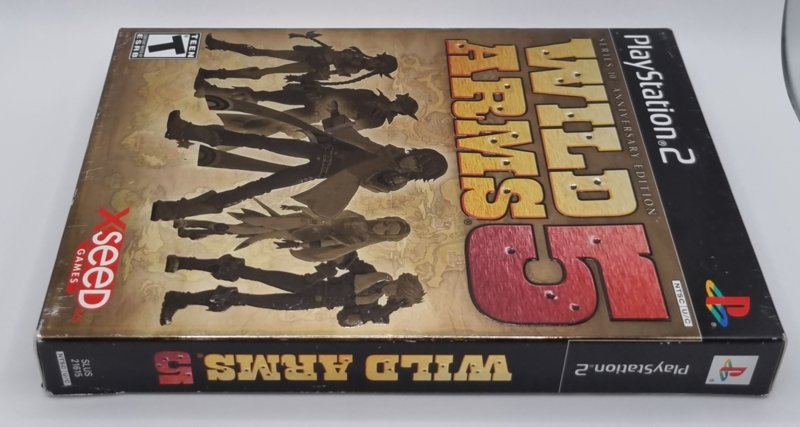 PlayStation®2
NTSC U/C
SERIES 10TH ANNIVERSARY EDITION
WILD
ARMS®
5
TEEN
T
ESRB
XSEED
GAMES
PlayStation®2
WILD ARMS®
5
SLUS
21615
NTSC U/C